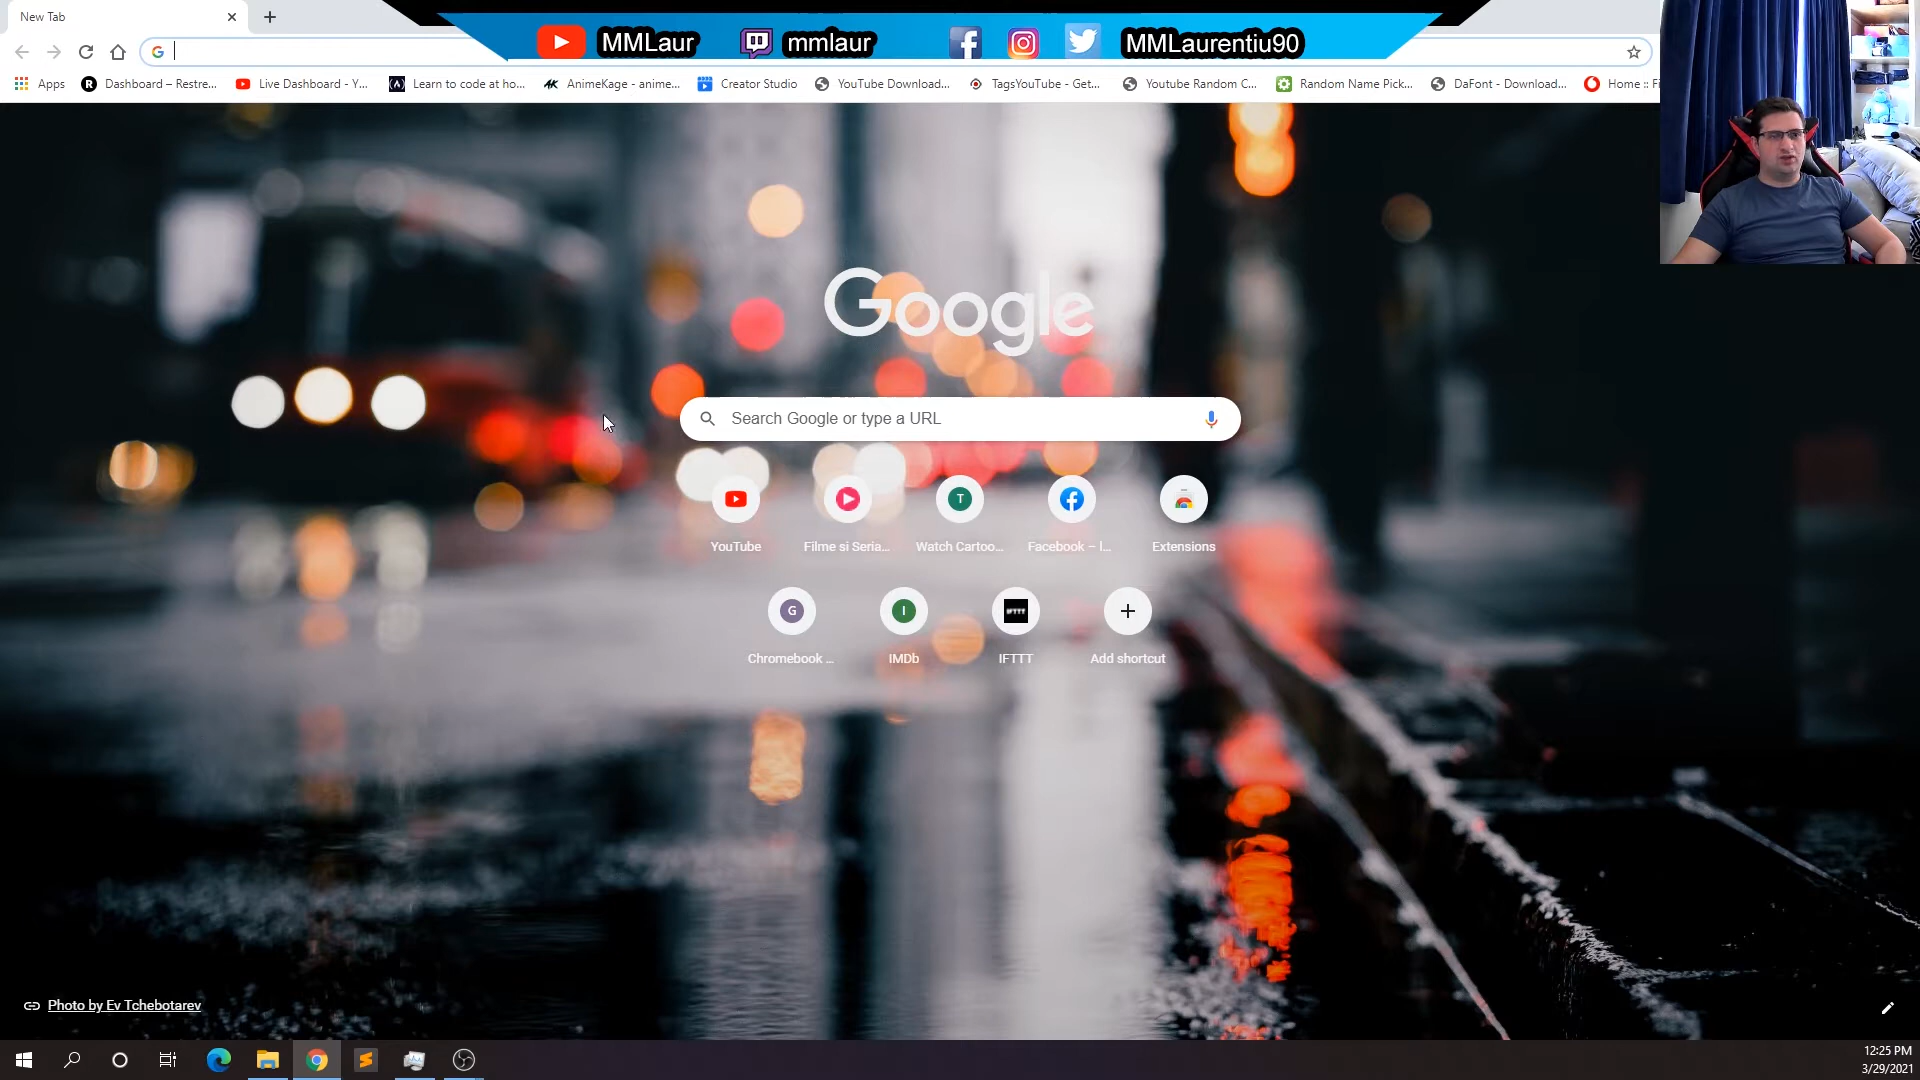 New Tab
MMLaur
mmlaur
MMLaurentiu90
Apps
Dashboard – Restre...
Live Dashboard - Y...
Learn to code at ho...
AnimeKage - anime...
Creator Studio
YouTube Download...
TagsYouTube - Get...
Youtube Random C...
Random Name Pick...
DaFont - Download...
Home :: Fi
Google
Search Google or type a URL
YouTube
Filme si Seria...
Watch Cartoo...
Facebook – l...
Extensions
Chromebook ...
IMDb
IFTTT
Add shortcut
Photo by Ev Tchebotarev
12:25 PM
3/29/2021